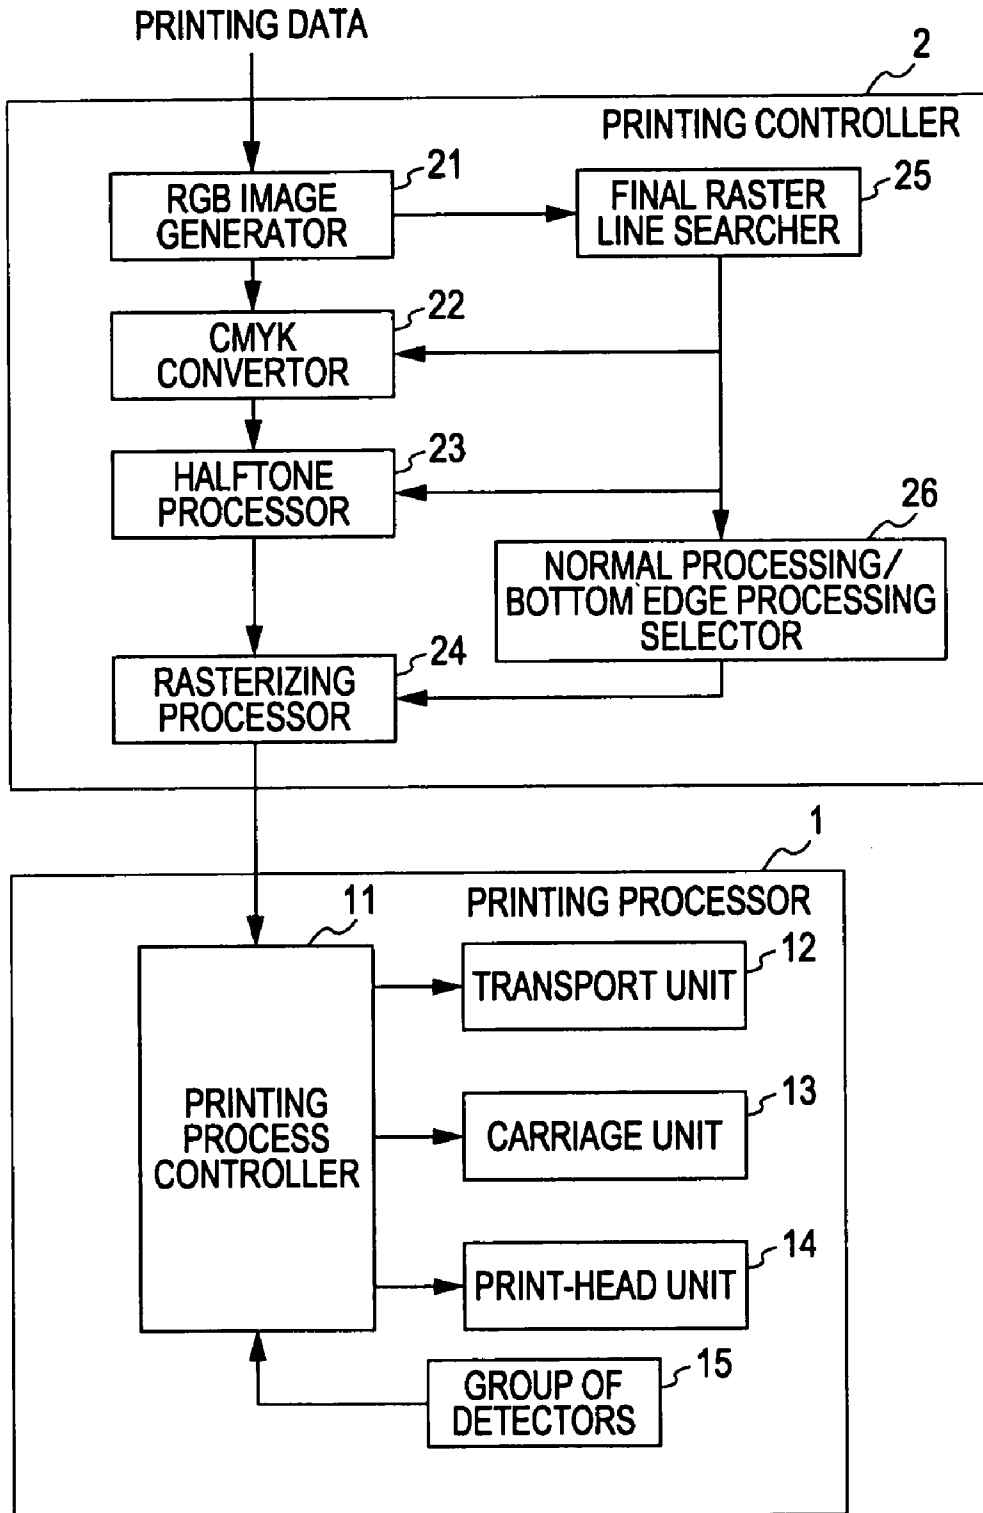 PRINTING DATA
2
PRINTING CONTROLLER
21
RGB IMAGE
GENERATOR
25
FINAL RASTER
LINE SEARCHER
22
CMYK
CONVERTOR
23
HALFTONE
PROCESSOR
26
NORMAL PROCESSING/
BOTTOM EDGE PROCESSING
SELECTOR
24
RASTERIZING
PROCESSOR
1
PRINTING PROCESSOR
11
PRINTING
PROCESS
CONTROLLER
12
TRANSPORT UNIT
13
CARRIAGE UNIT
14
PRINT-HEAD UNIT
15
GROUP OF
DETECTORS